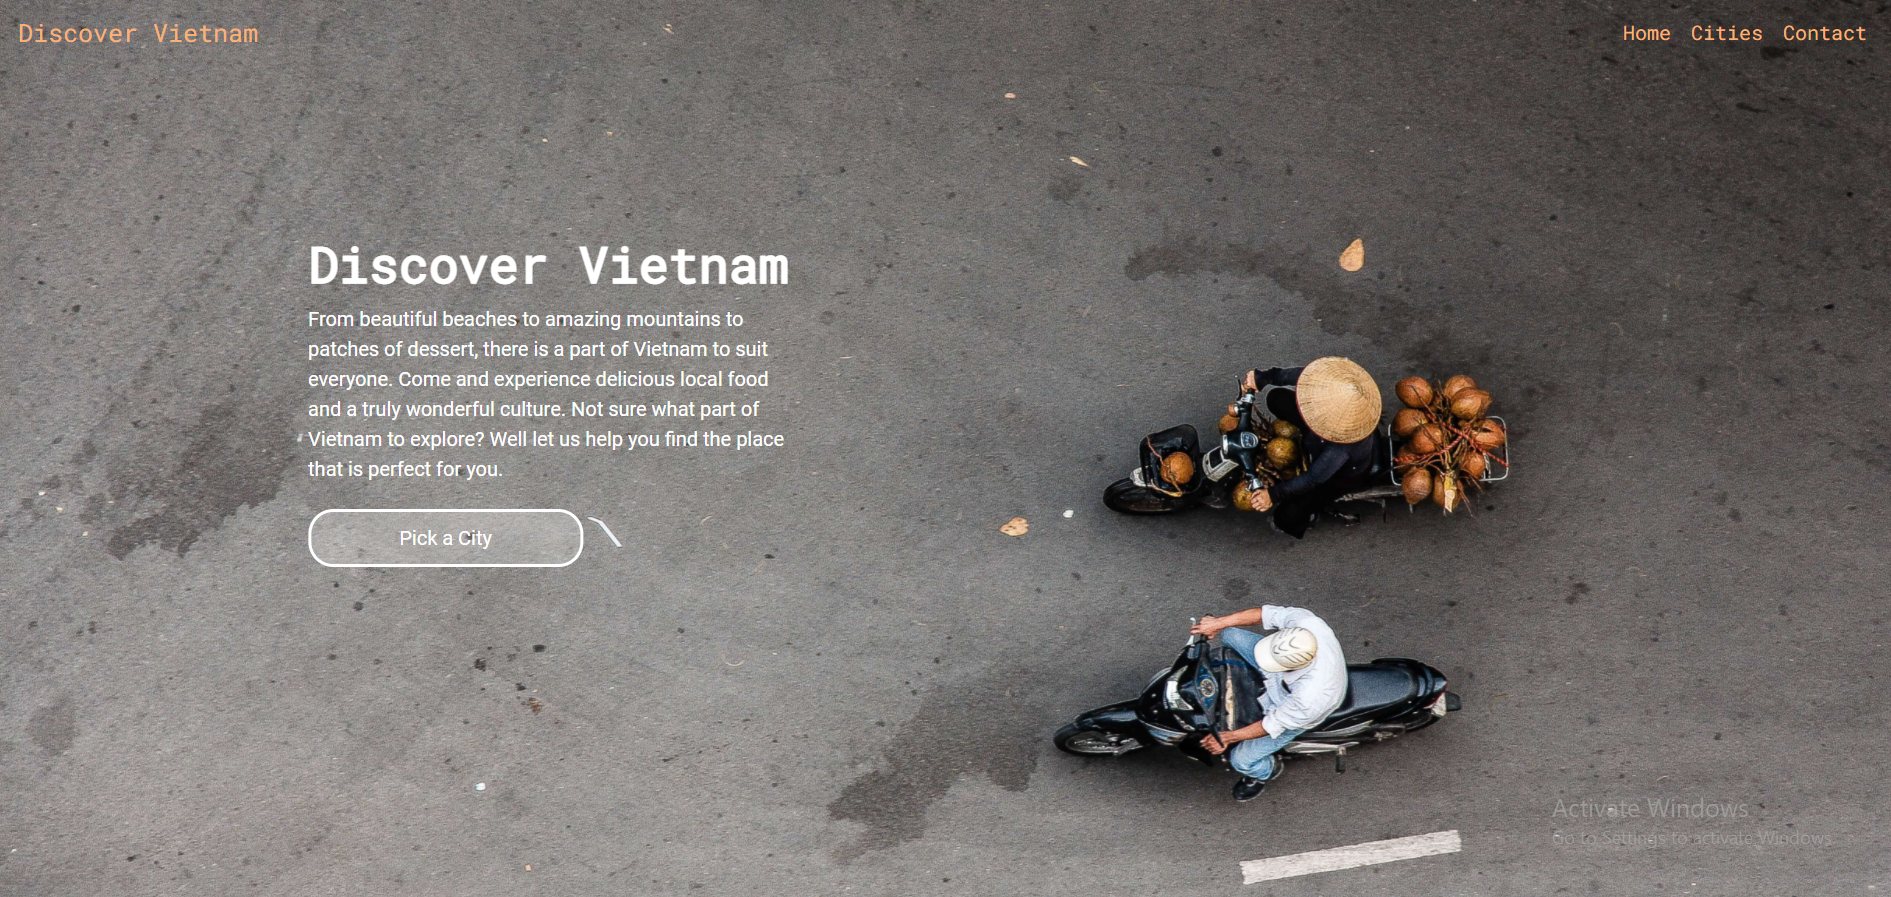 Discover Vietnam
Home Cities Contact
Discover Vietnam
From beautiful beaches to amazing mountains to
patches of dessert, there is a part of Vietnam to suit
everyone. Come and experience delicious local food
and a truly wonderful culture. Not sure what part of
Vietnam to explore? Well let us help you find the place
that is perfect for you.
Pick a City
Activate Windows
Go to Settings to activate Windows.